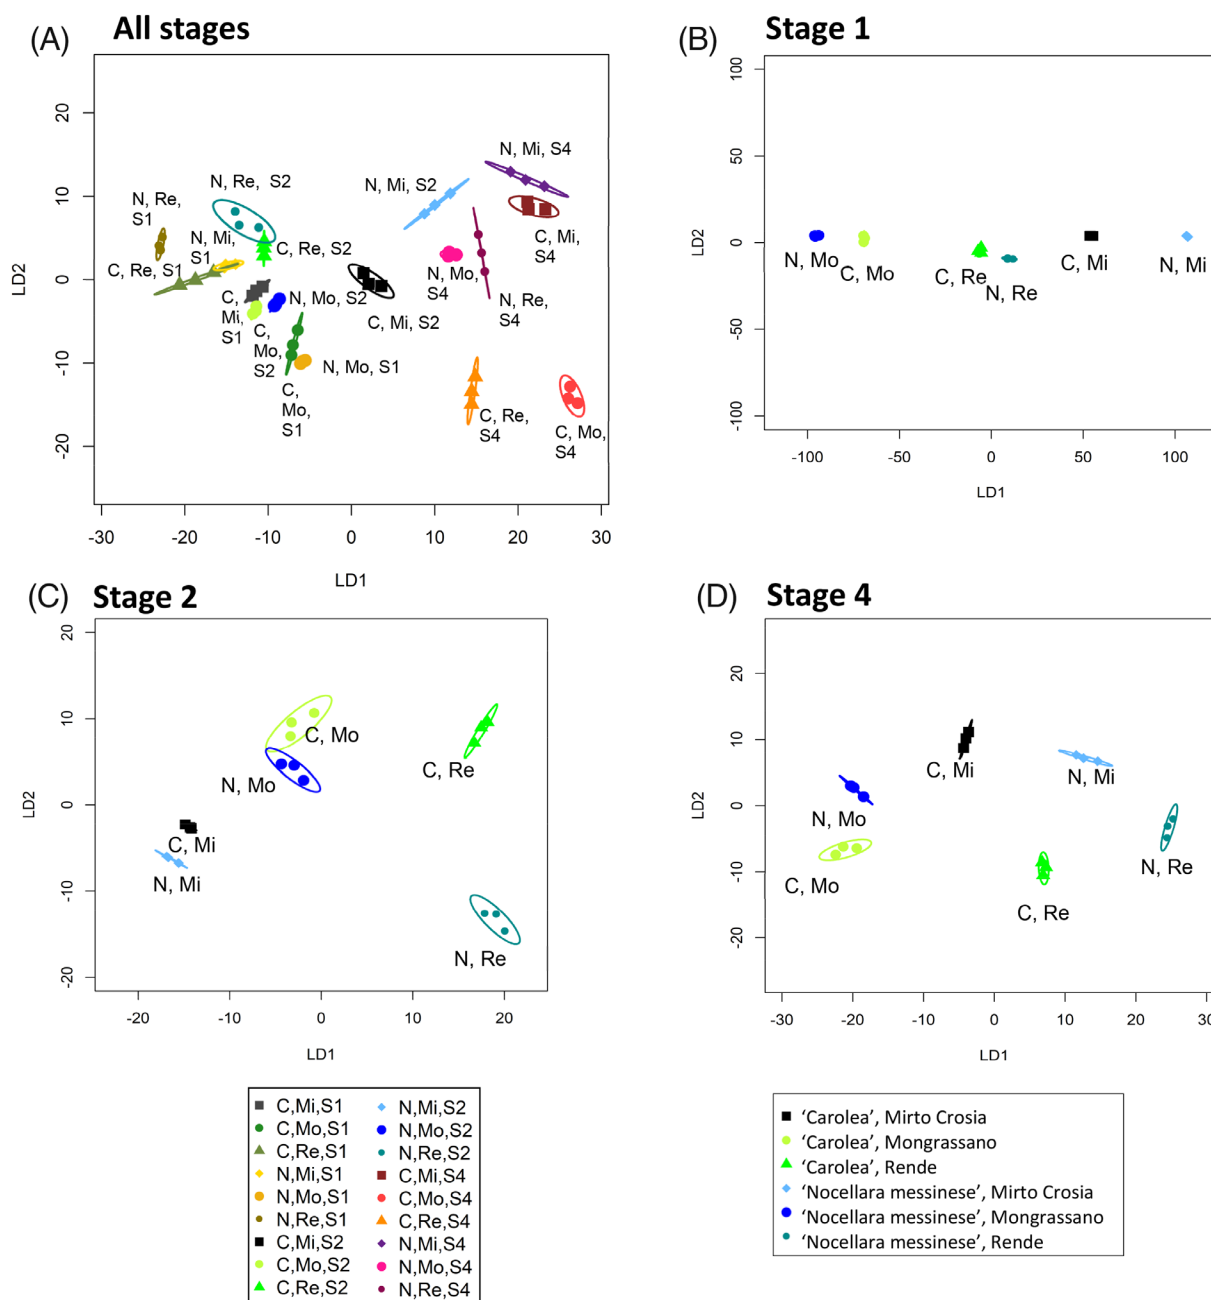 (A) All stages
20
10
0
-10
-20
LD2
-30 -20 -10 0 10 20 30
LD1
N, Re,
S1
N, Re, S2
N, Mi,
S1
C, Re, S1
C, Re, S2
C,
Mi,
S1
N, Mo, S2
C,
Mo,
S2
C,
Mo,
S1
N, Mo, S1
C, Mi, S2
N, Mi, S2
N, Mi, S4
C, Mi,
S4
N, Mo,
S4
N, Re,
S4
C, Re,
S4
C, Mo,
S4
(B) Stage 1
100
50
0
-50
-100
LD2
-100 -50 0 50 100
LD1
N, Mo
C, Mo
C, Re
N, Re
C, Mi
N, Mi
(C) Stage 2
20
10
0
-10
-20
LD2
-20 -10 0 10 20
LD1
C, Mo
N, Mo
C, Re
C, Mi
N, Mi
N, Re
(D) Stage 4
20
10
0
-10
-20
LD2
-30 -20 -10 0 10 20 30
LD1
C, Mi
N, Mi
N, Mo
C, Mo
C, Re
N, Re
C,Mi,S1
C,Mo,S1
C,Re,S1
N,Mi,S1
N,Mo,S1
N,Re,S1
C,Mi,S2
C,Mo,S2
C,Re,S2
N,Mi,S2
N,Mo,S2
N,Re,S2
C,Mi,S4
C,Mo,S4
C,Re,S4
N,Mi,S4
N,Mo,S4
N,Re,S4
‘Carolea’, Mirto Crosia
‘Carolea’, Mongrassano
‘Carolea’, Rende
‘Nocellara messinese’, Mirto Crosia
‘Nocellara messinese’, Mongrassano
‘Nocellara messinese’, Rende